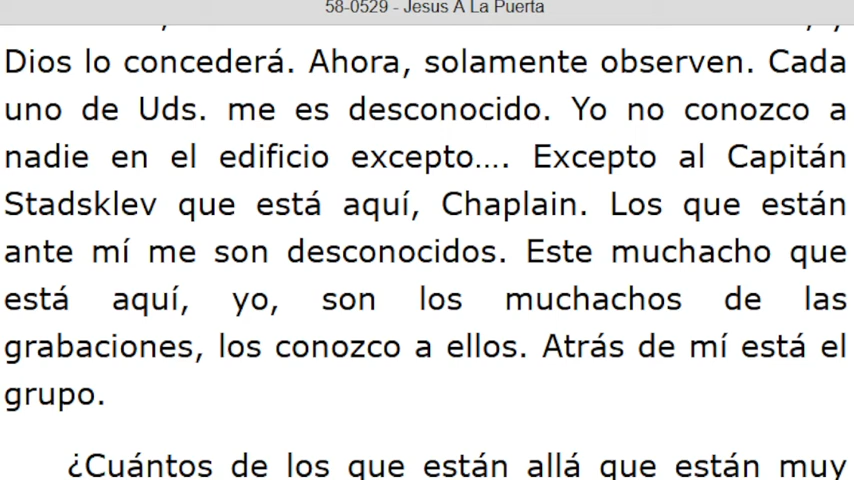 58-0529 - Jesus A La Puerta
Dios lo concederá. Ahora, solamente observen. Cada
uno de Uds. me es desconocido. Yo no conozco a
nadie en el edificio excepto.... Excepto al Capitán
Stadsklev que está aquí, Chaplain. Los que están
ante mí me son desconocidos. Este muchacho que
está aquí, yo, son los muchachos de las
grabaciones, los conozco a ellos. Atrás de mí está el
grupo.
¿Cuántos de los que están allá que están muy